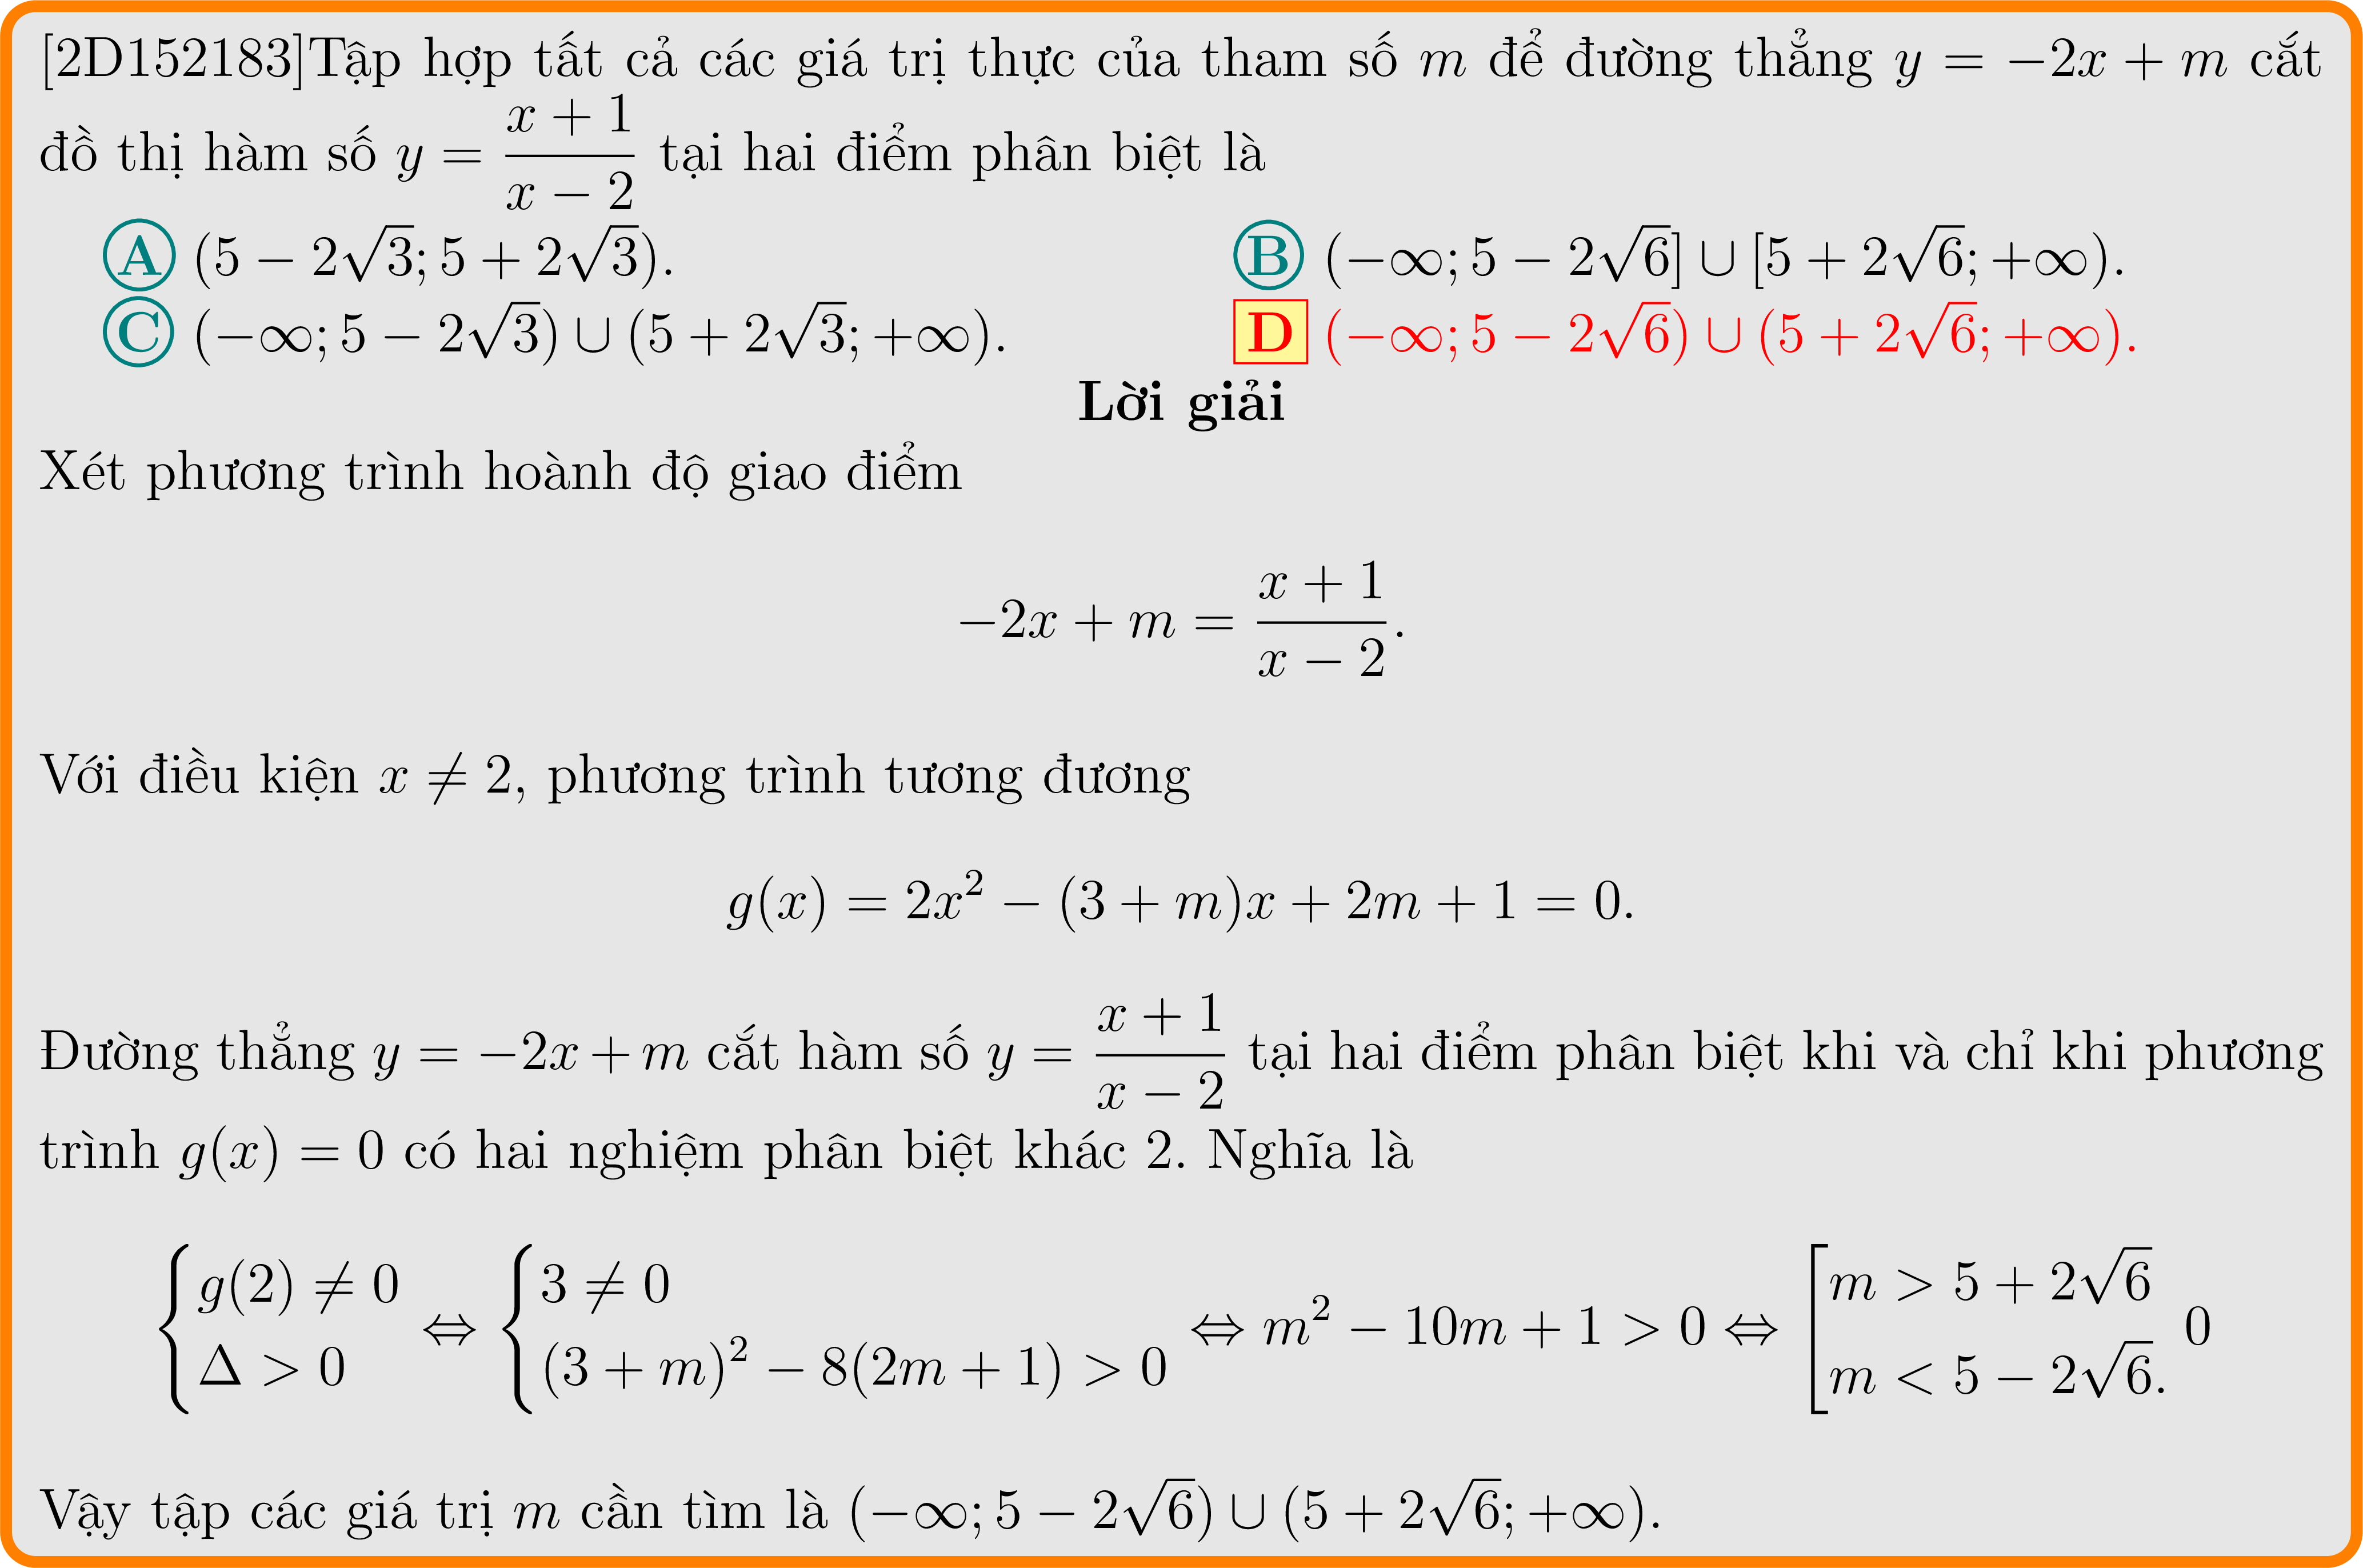 [2D152183]Tập hợp tất cả các giá trị thực của tham số $m$ để đường thẳng $y = -2x + m$ cắt
đồ thị hàm số $y = \dfrac{x+1}{x-2}$ tại hai điểm phân biệt là
A $(5 - 2\sqrt{3}; 5 + 2\sqrt{3})$.
B $(-\infty; 5 - 2\sqrt{6}] \cup [5 + 2\sqrt{6}; +\infty)$.
C $(-\infty; 5 - 2\sqrt{3}) \cup (5 + 2\sqrt{3}; +\infty)$.
D $(-\infty; 5 - 2\sqrt{6}) \cup (5 + 2\sqrt{6}; +\infty)$.
Lời giải
Xét phương trình hoành độ giao điểm
$-2x + m = \dfrac{x+1}{x-2}.$
Với điều kiện $x \neq 2$, phương trình tương đương
$g(x) = 2x^2 - (3 + m)x + 2m + 1 = 0.$
Đường thẳng $y = -2x + m$ cắt hàm số $y = \dfrac{x+1}{x-2}$ tại hai điểm phân biệt khi và chỉ khi phương
trình $g(x) = 0$ có hai nghiệm phân biệt khác 2. Nghĩa là
$\begin{cases} g(2) \neq 0 \\ \Delta > 0 \end{cases} \Leftrightarrow \begin{cases} 3 \neq 0 \\ (3 + m)^2 - 8(2m + 1) > 0 \end{cases} \Leftrightarrow m^2 - 10m + 1 > 0 \Leftrightarrow \left[\begin{array}{l} m > 5 + 2\sqrt{6} \\ m < 5 - 2\sqrt{6}. \end{array}\right. 0$
Vậy tập các giá trị $m$ cần tìm là $(-\infty; 5 - 2\sqrt{6}) \cup (5 + 2\sqrt{6}; +\infty)$.